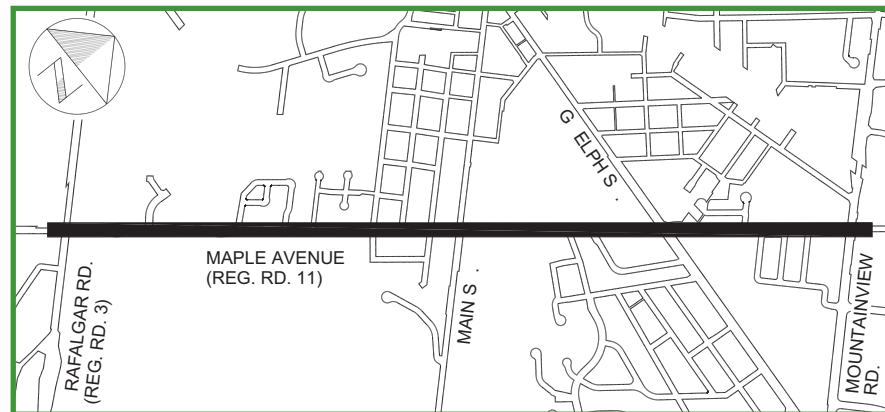 G ELPH S .
MAPLE AVENUE
(REG. RD. 11)
RAFALGAR RD.
(REG. RD. 3)
MAIN S .
MOUNTAINVIEW
RD.